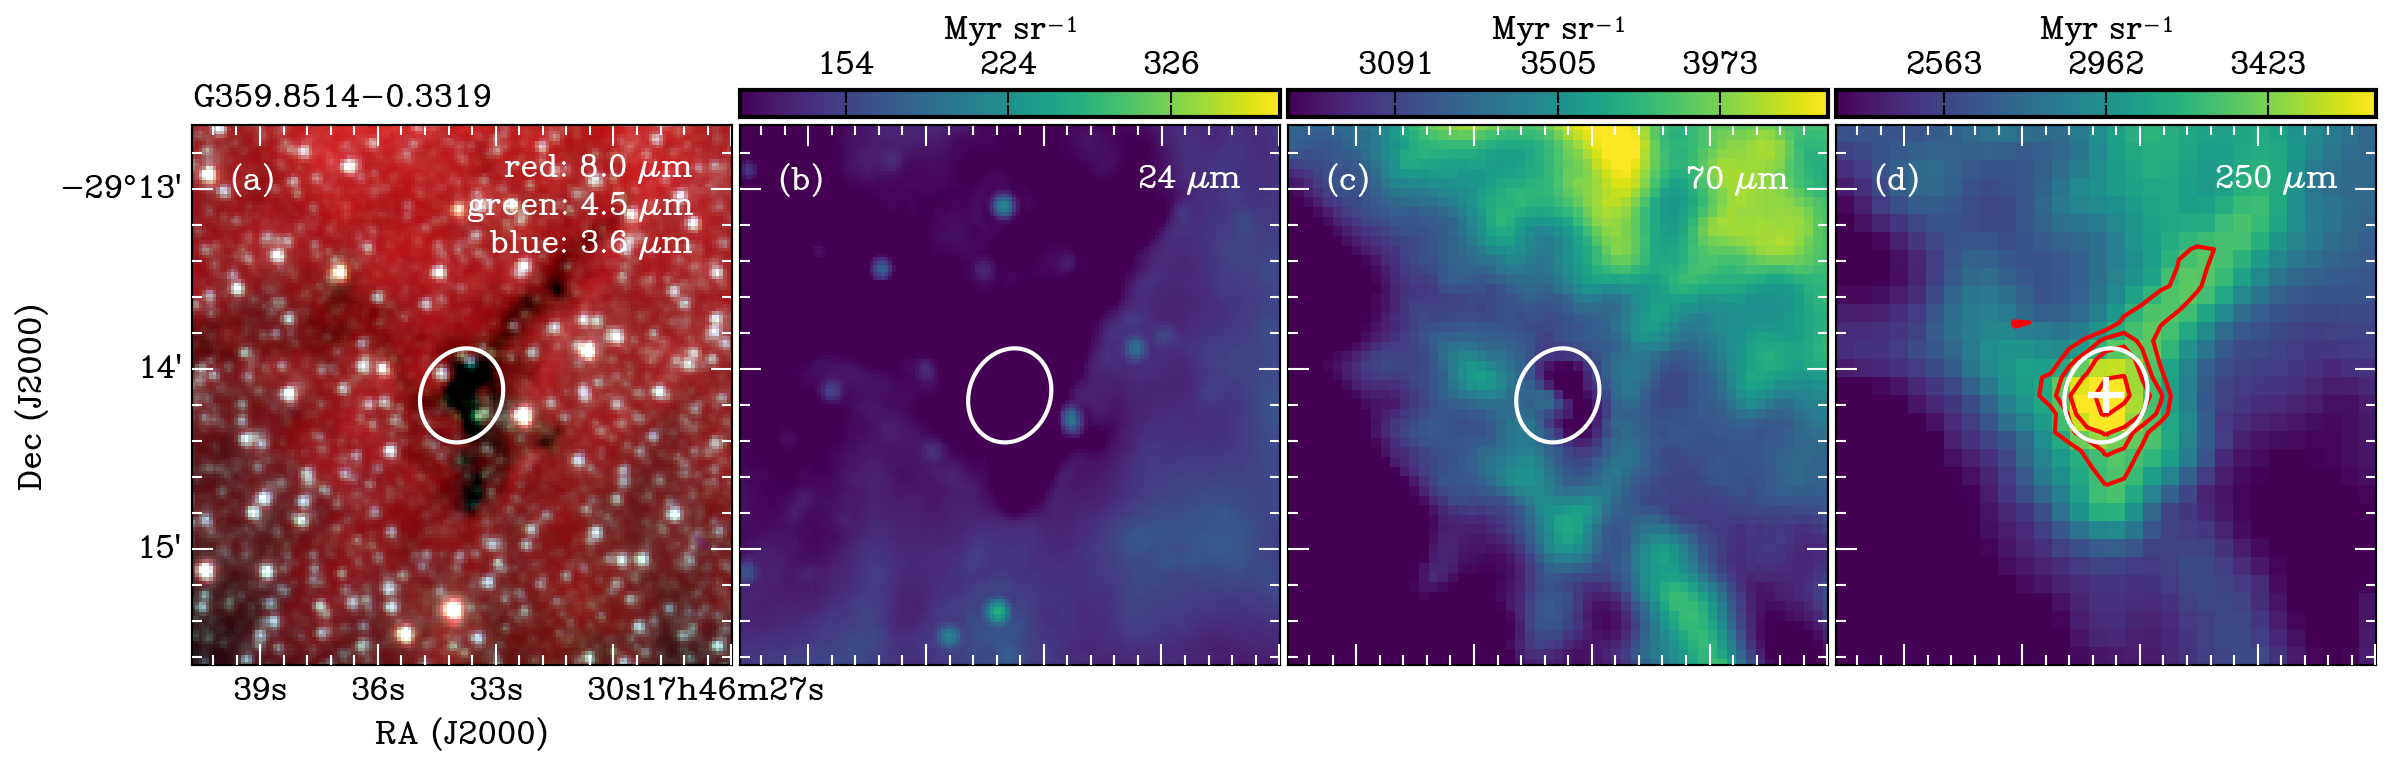 Myr sr⁻¹
154 224 326
Myr sr⁻¹
3091 3505 3973
Myr sr⁻¹
2563 2962 3423
G359.8514−0.3319
(a)
red: 8.0 μm
green: 4.5 μm
blue: 3.6 μm
(b)
24 μm
(c)
70 μm
(d)
250 μm
−29°13'
14'
15'
Dec (J2000)
39s 36s 33s 30s17h46m27s
RA (J2000)